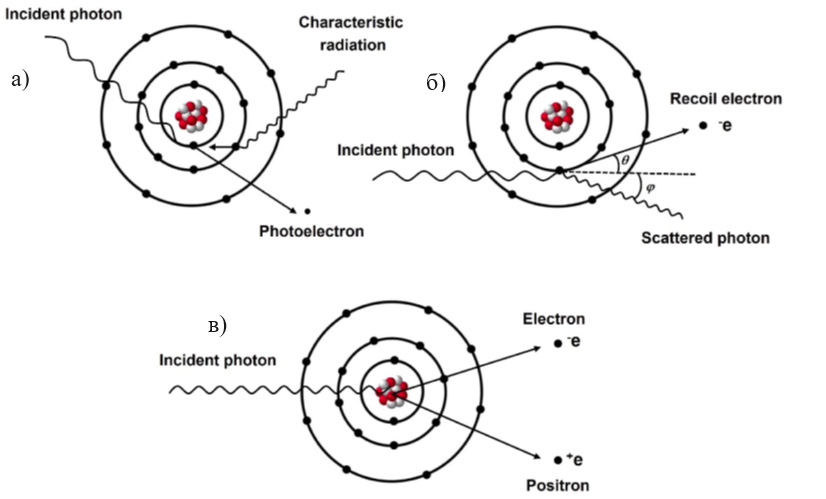 Incident photon
Characteristic
radiation
а)
Photoelectron
б)
Recoil electron
-e
Incident photon
θ
φ
Scattered photon
в)
Electron
-e
Incident photon
+e
Positron